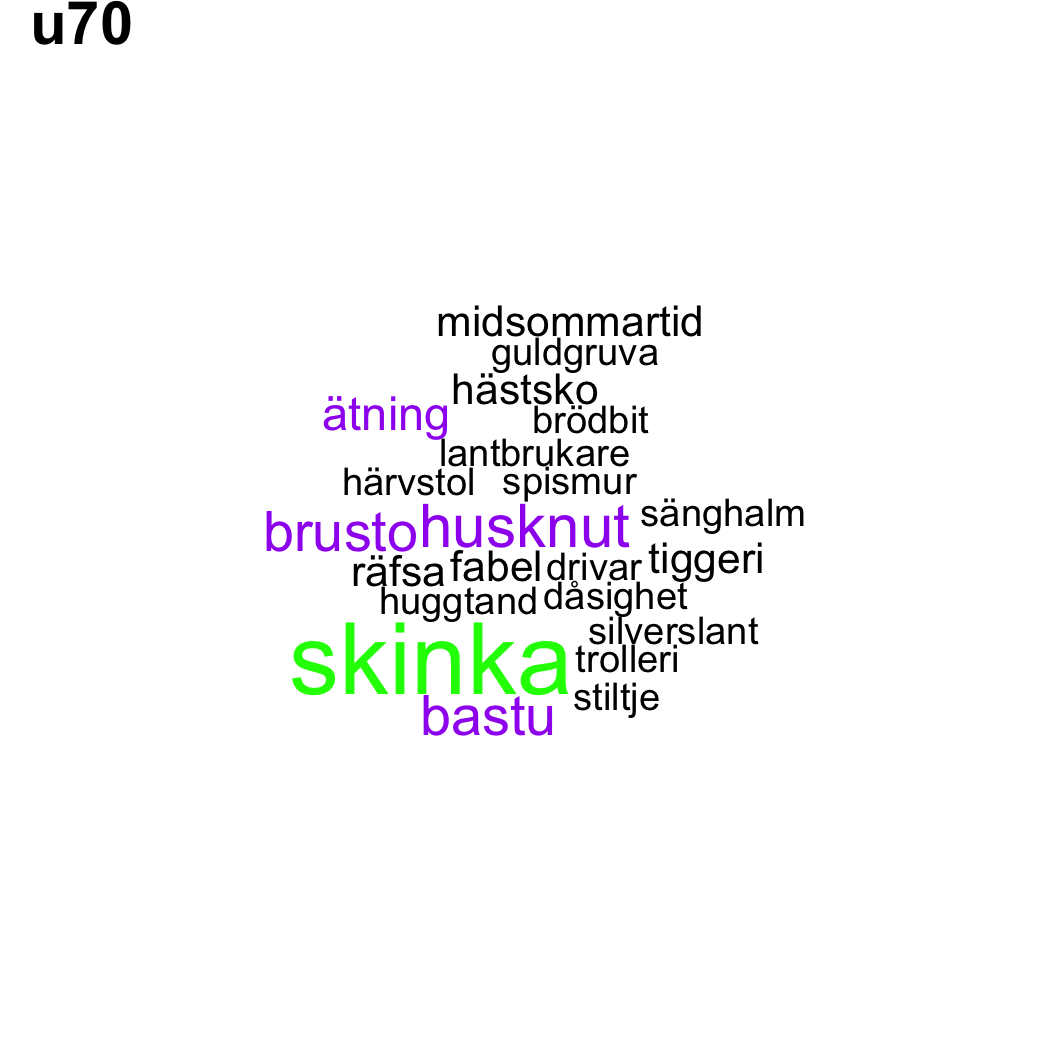 u70
midsommartid
guldgruva
hästsko
ätning
brödbit
lantbrukare
härvstol spismur
brusto husknut sänghalm
räfsa fabel drivar tiggeri
huggtand dåsighet
skinka silverslant
trolleri
bastu stiltje